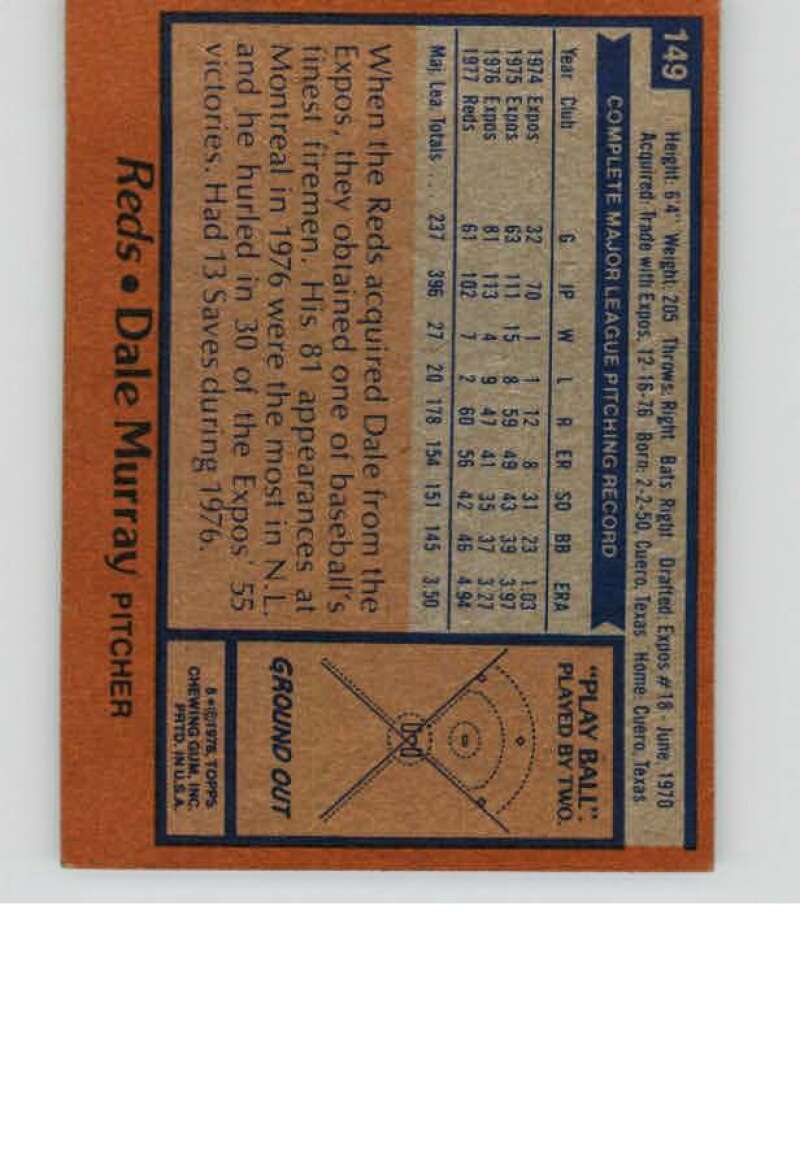 149
Height: 6'4" Weight: 205 Throws: Right Bats Right Drafted: Expos #18 - June, 1970
Acquired: Trade with Expos, 12-16-76 Born: 2-2-50, Cuero, Texas Home: Cuero, Texas
COMPLETE MAJOR LEAGUE PITCHING RECORD
Year Club G IP W L R ER SO BB ERA
1974 Expos 32 70 1 1 12 8 31 23 1.03
1975 Expos 63 111 15 8 59 49 43 39 3.97
1976 Expos 81 113 4 9 47 41 35 37 3.27
1977 Reds 61 102 7 2 60 56 42 46 4.94
Maj. Lea. Totals . . 237 396 27 20 178 154 151 145 3.50
When the Reds acquired Dale from the
Expos, they obtained one of baseball's
finest firemen. His 81 appearances at
Montreal in 1976 were the most in N.L.
and he hurled in 30 of the Expos' 55
victories. Had 13 Saves during 1976.
"PLAY BALL":
PLAYED BY TWO.
GROUND OUT
©1978, TOPPS
CHEWING GUM, INC.
PRTD. IN U.S.A.
Reds • Dale Murray PITCHER